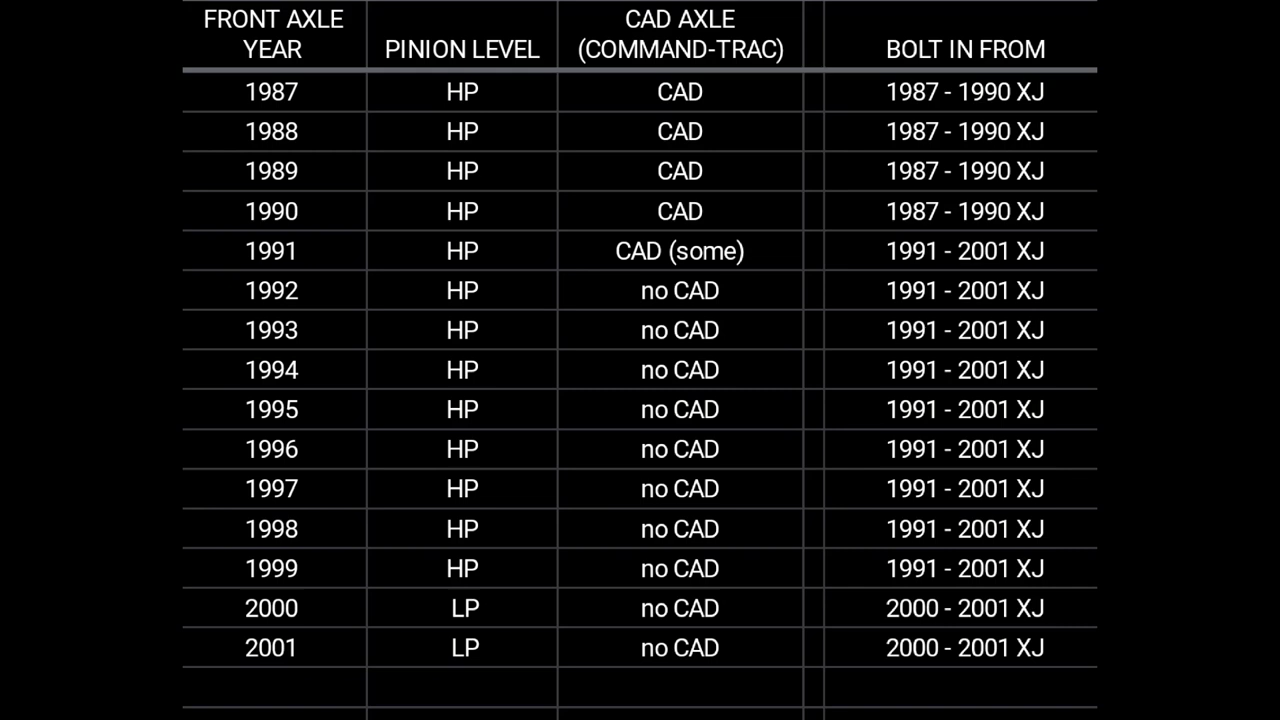 FRONT AXLE YEAR PINION LEVEL CAD AXLE (COMMAND-TRAC) BOLT IN FROM
1987 HP CAD 1987 - 1990 XJ
1988 HP CAD 1987 - 1990 XJ
1989 HP CAD 1987 - 1990 XJ
1990 HP CAD 1987 - 1990 XJ
1991 HP CAD (some) 1991 - 2001 XJ
1992 HP no CAD 1991 - 2001 XJ
1993 HP no CAD 1991 - 2001 XJ
1994 HP no CAD 1991 - 2001 XJ
1995 HP no CAD 1991 - 2001 XJ
1996 HP no CAD 1991 - 2001 XJ
1997 HP no CAD 1991 - 2001 XJ
1998 HP no CAD 1991 - 2001 XJ
1999 HP no CAD 1991 - 2001 XJ
2000 LP no CAD 2000 - 2001 XJ
2001 LP no CAD 2000 - 2001 XJ